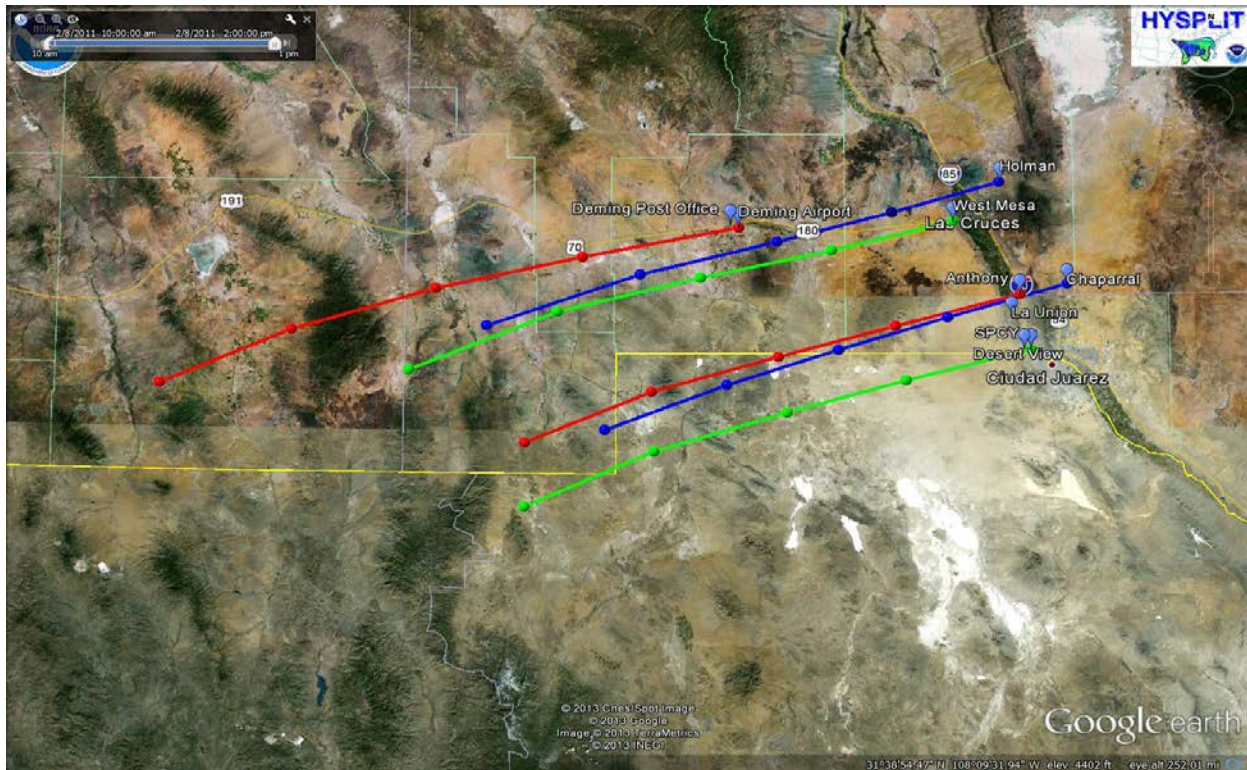 2/8/2011 10:00:00 am 2/8/2011 2:00:00 pm
10 am 1 pm
HYSPLIT
N
191
85
Holman
Deming Post Office
Deming Airport
West Mesa
180
Las Cruces
70
Anthony
Chaparral
La Union
SPCY
54
Desert View
Ciudad Juarez
© 2013 Cnes/Spot Image
© 2013 Google
Image © 2013 TerraMetrics
© 2013 INEGI
Google earth
31°38'54.47" N 108°09'31.94" W elev 4402 ft eye alt 252.01 mi